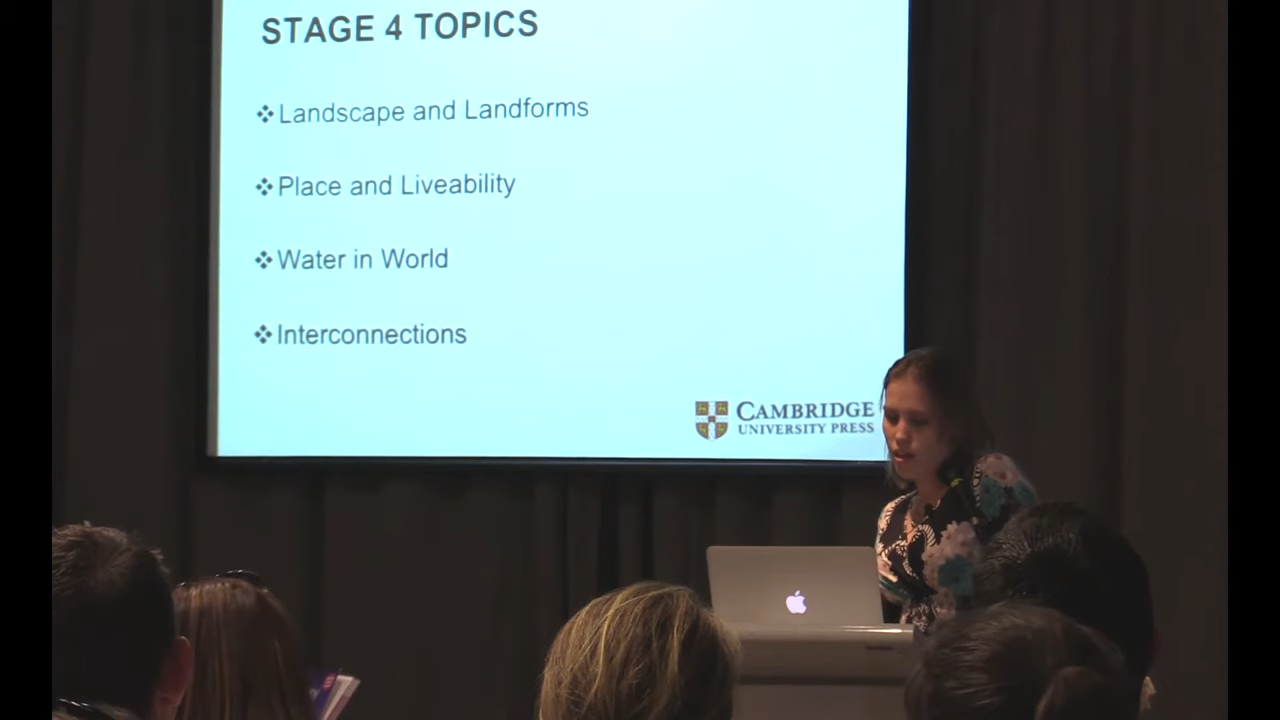 STAGE 4 TOPICS
❖ Landscape and Landforms
❖ Place and Liveability
❖ Water in World
❖ Interconnections
CAMBRIDGE
UNIVERSITY PRESS